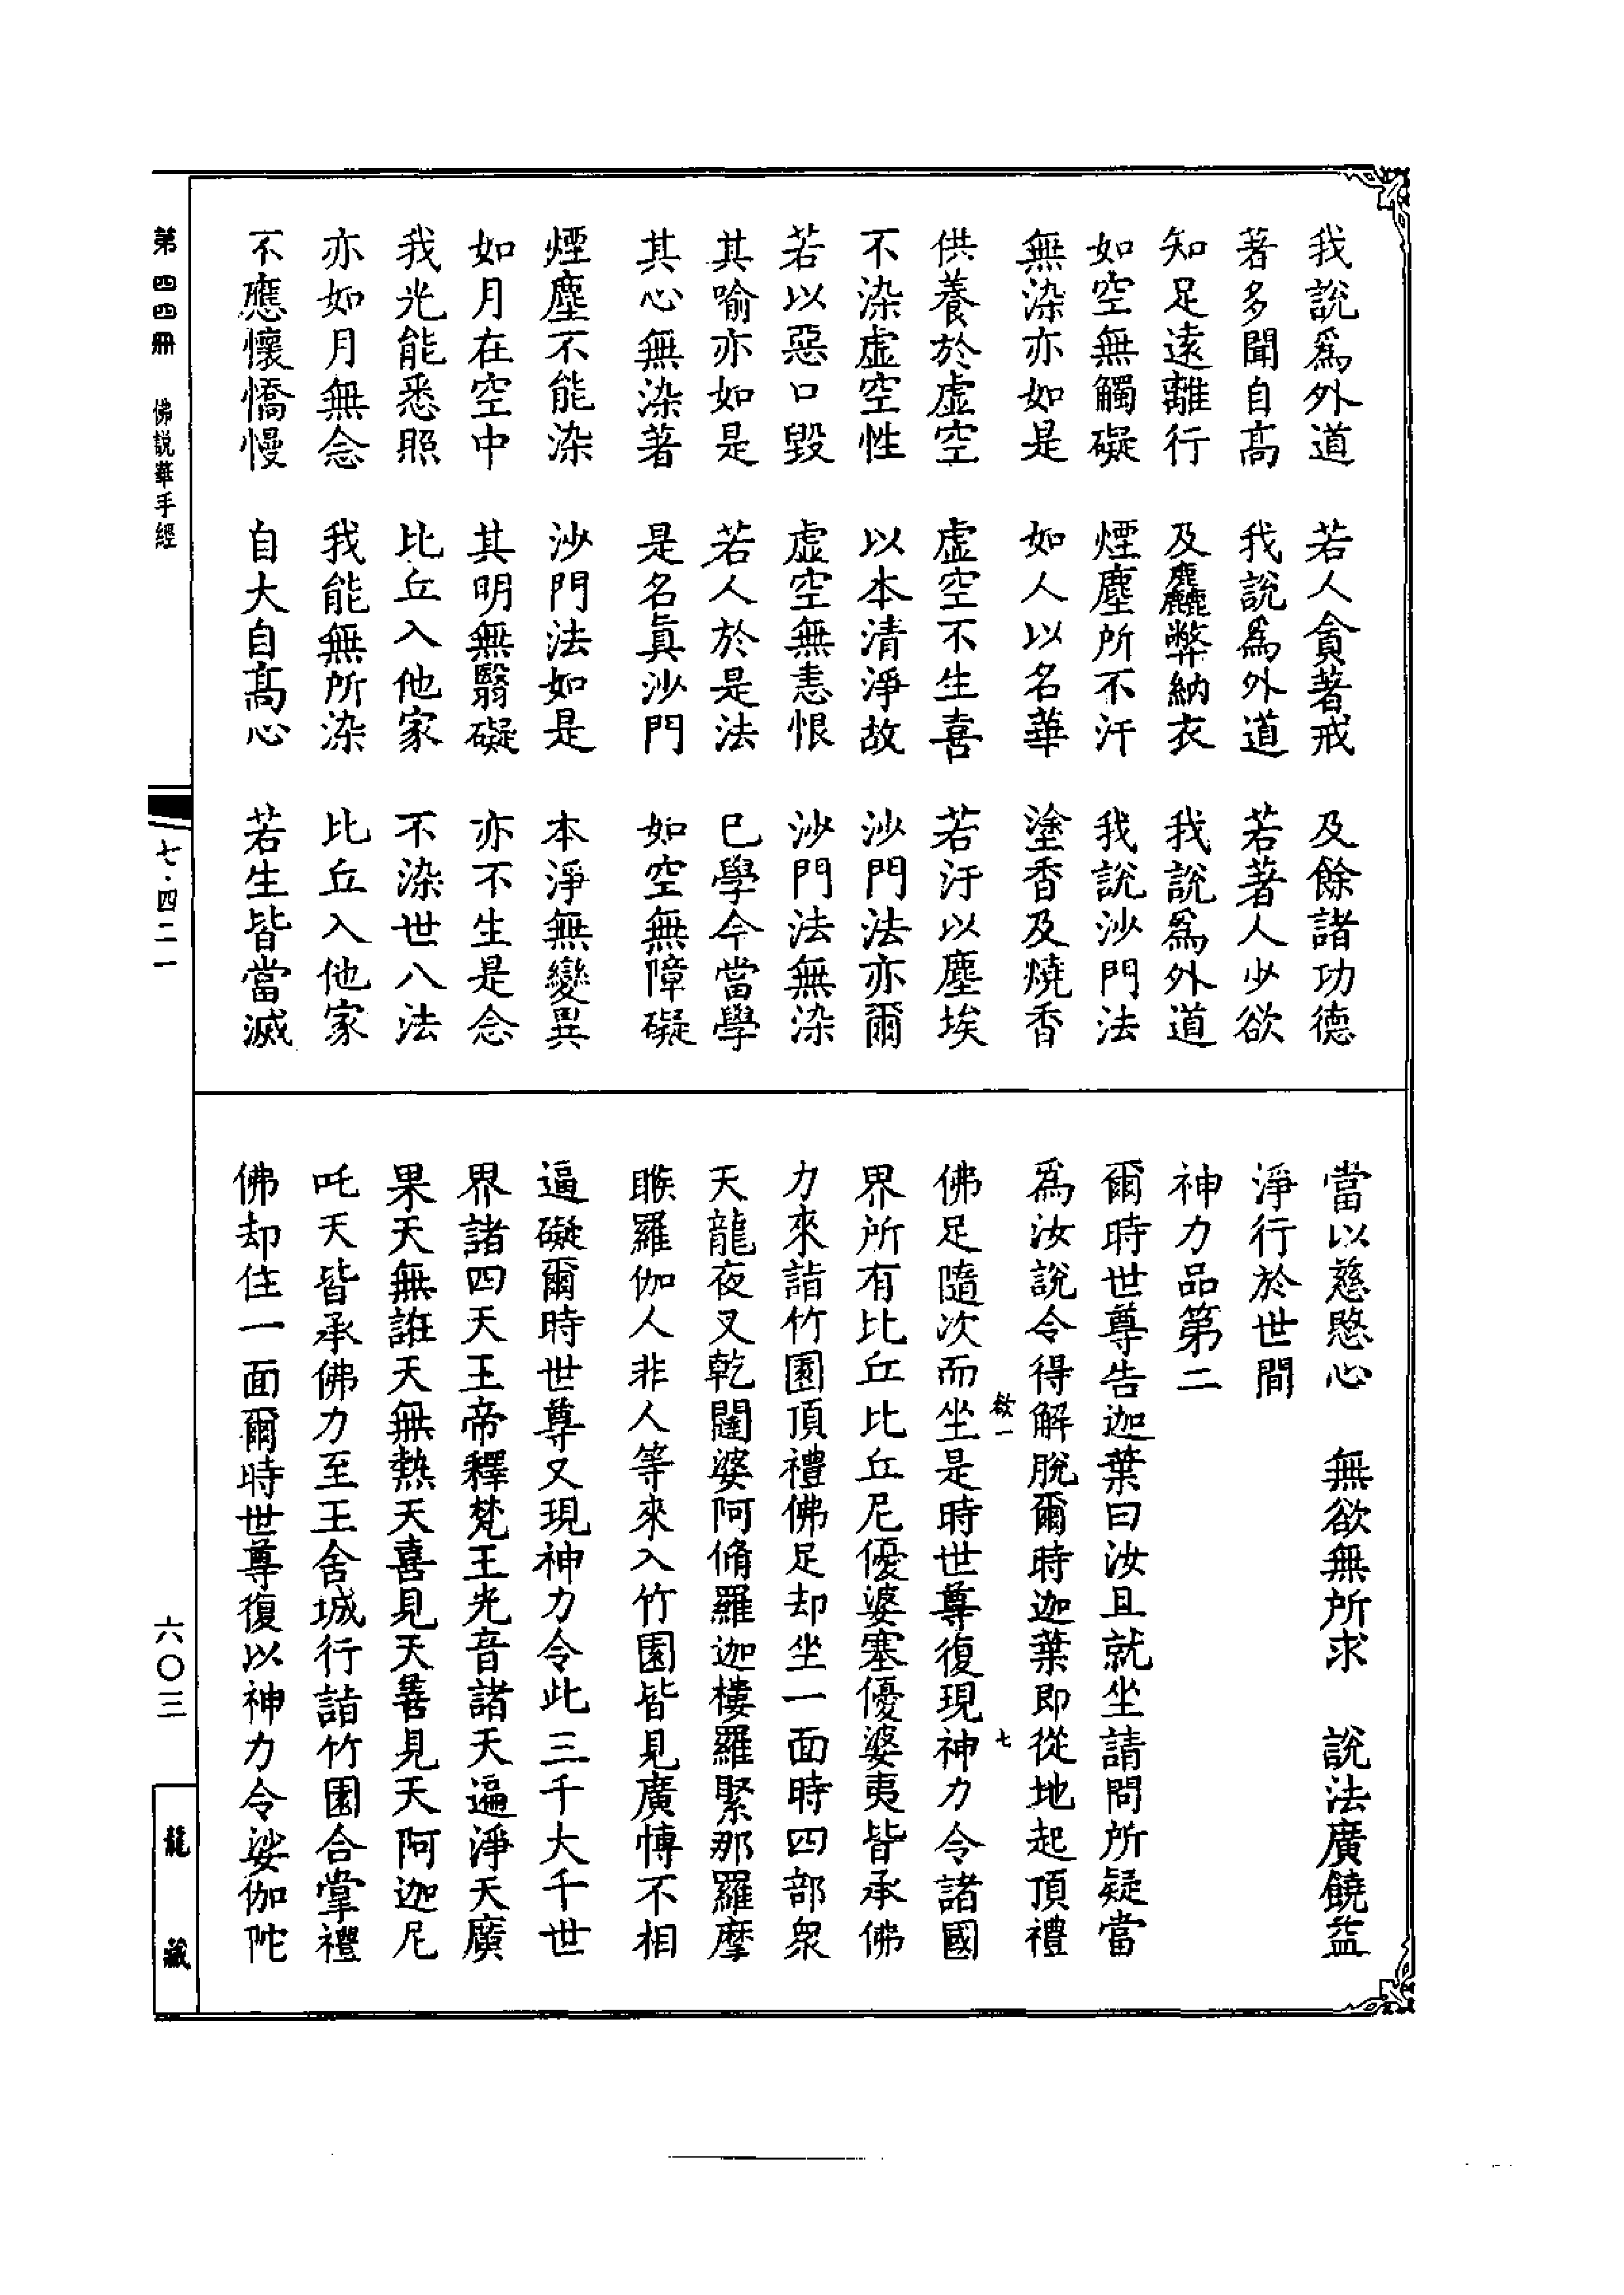 我說爲外道　若人貪著戒　及餘諸功德
著多聞自高　我說爲外道　若著人少欲
知足遠離行　及麤弊納衣　我說爲外道
如空無觸礙　煙塵所不汙　我說沙門法
無染亦如是　如人以名華　塗香及燒香
供養於虛空　虛空不生喜　若汙以塵埃
不染虛空性　以本清淨故　沙門法亦爾
若以惡口毀　虛空無恚恨　沙門法無染
其喻亦如是　若人於是法　已學今當學
其心無染著　是名眞沙門　如空無障礙
煙塵不能染　沙門法如是　本淨無變異
如月在空中　其明無翳礙　亦不生是念
我光能悉照　比丘入他家　不染世八法
亦如月無念　我能無所染　比丘入他家
不應懷憍慢　自大自高心　若生皆當滅
當以慈愍心　無欲無所求　說法廣饒益
淨行於世間
神力品第二
爾時世尊告迦葉曰汝且就坐請問所疑當
爲汝說令得解脫爾時迦葉即從地起頂禮
佛足隨次而坐是時世尊復現神力令諸國
界所有比丘比丘尼優婆塞優婆夷皆承佛
力來詣竹園頂禮佛足却坐一面時四部衆
天龍夜叉乾闥婆阿脩羅迦樓羅緊那羅摩
睺羅伽人非人等來入竹園皆見廣博不相
逼礙爾時世尊又現神力令此三千大千世
界諸四天王帝釋梵王光音諸天遍淨天廣
果天無誑天無熱天喜見天善見天阿迦尼
吒天皆承佛力至王舍城行詣竹園合掌禮
佛却住一面爾時世尊復以神力令娑伽陀
七
第四四冊　佛說華手經
七·四二一
六〇三
龍藏